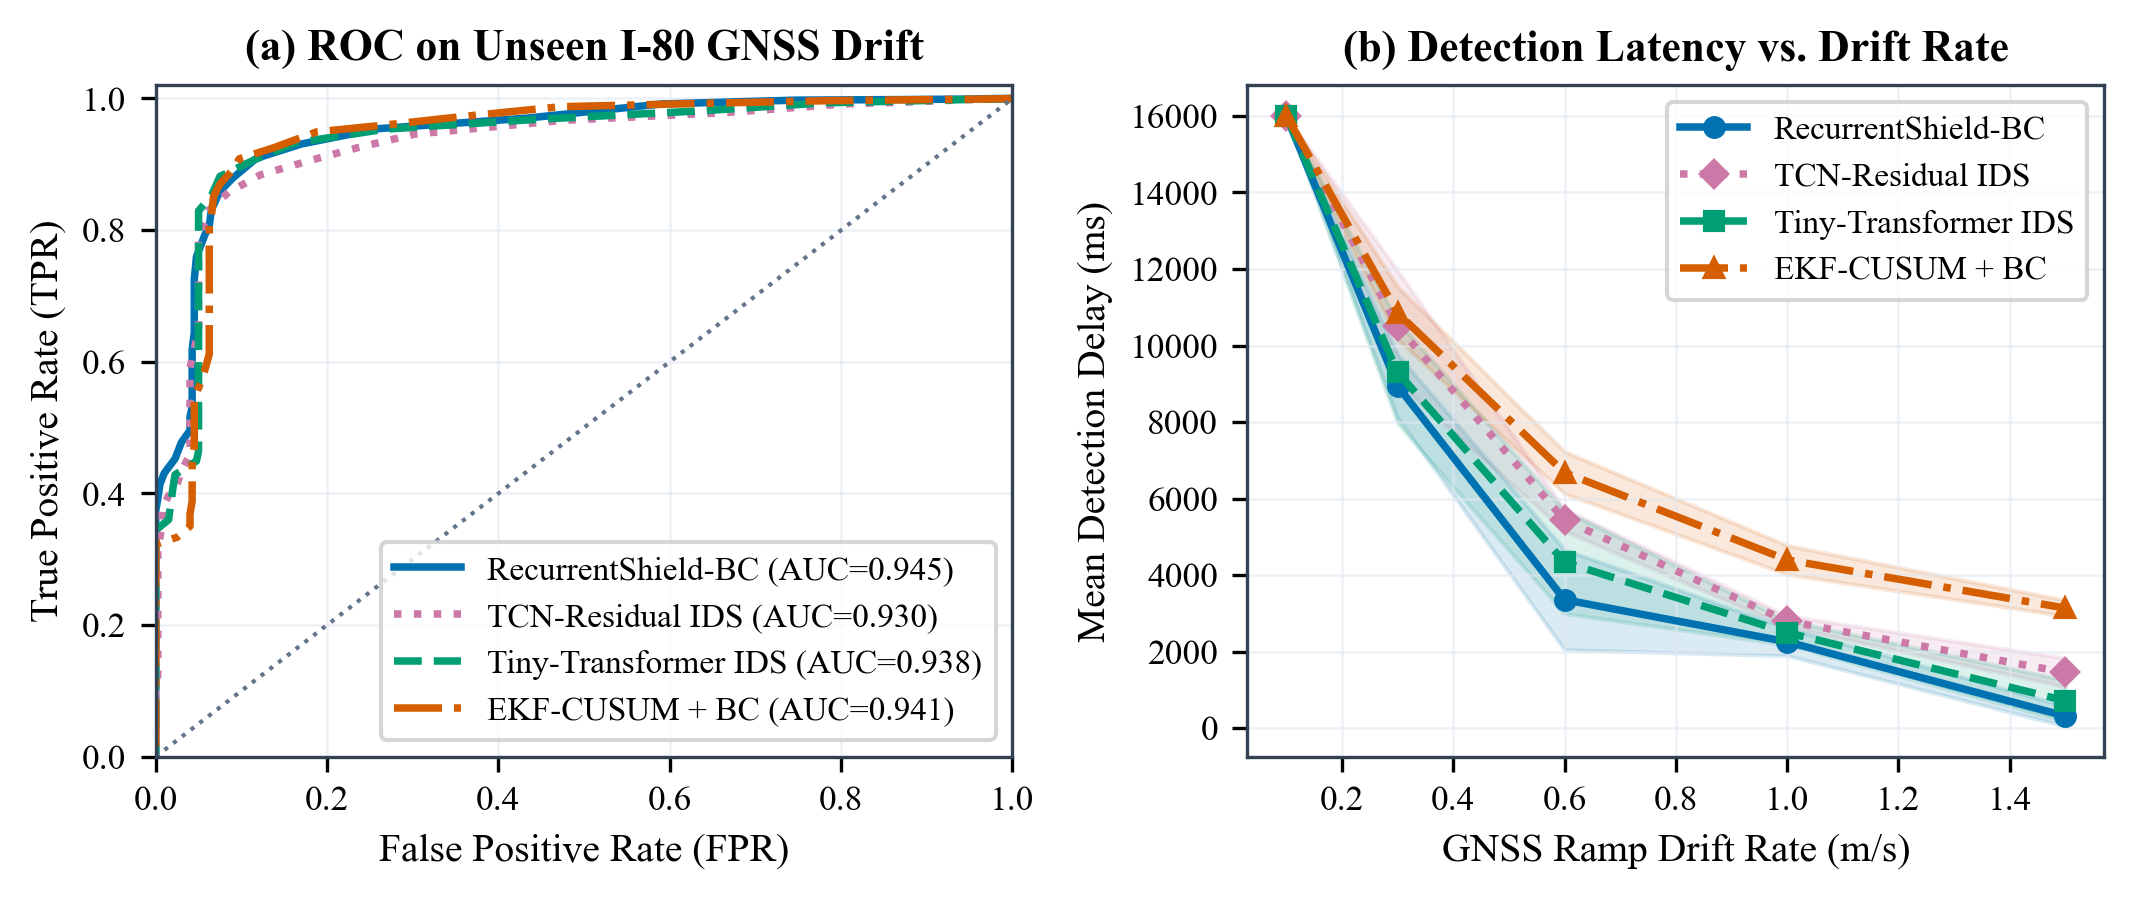 (a) ROC on Unseen I-80 GNSS Drift
True Positive Rate (TPR)
1.0
0.8
0.6
0.4
0.2
0.0
RecurrentShield-BC (AUC=0.945)
TCN-Residual IDS (AUC=0.930)
Tiny-Transformer IDS (AUC=0.938)
EKF-CUSUM + BC (AUC=0.941)
0.0 0.2 0.4 0.6 0.8 1.0
False Positive Rate (FPR)
(b) Detection Latency vs. Drift Rate
Mean Detection Delay (ms)
16000
14000
12000
10000
8000
6000
4000
2000
0
RecurrentShield-BC
TCN-Residual IDS
Tiny-Transformer IDS
EKF-CUSUM + BC
0.2 0.4 0.6 0.8 1.0 1.2 1.4
GNSS Ramp Drift Rate (m/s)